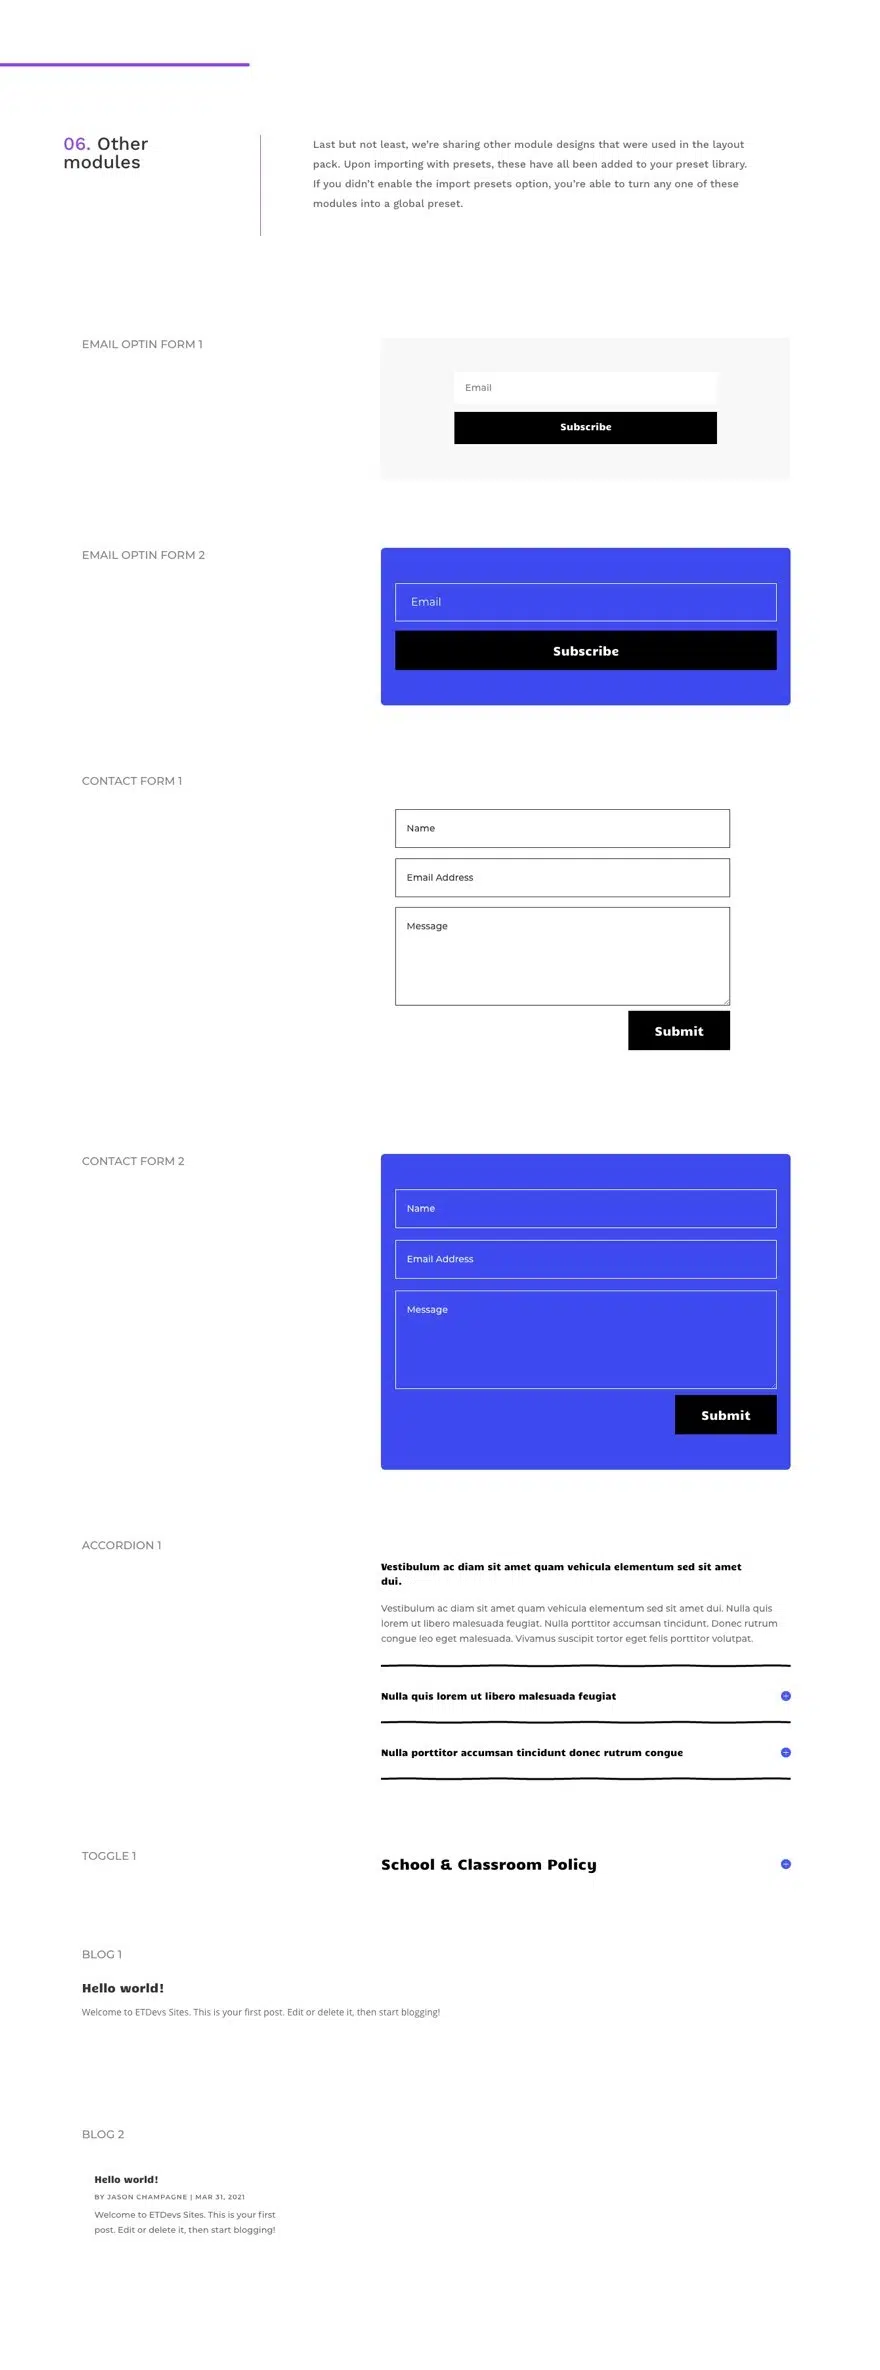 06. Other
modules
Last but not least, we're sharing other module designs that were used in the layout
pack. Upon importing with presets, these have all been added to your preset library.
If you didn't enable the import presets option, you're able to turn any one of these
modules into a global preset.
EMAIL OPTIN FORM 1
Email
Subscribe
EMAIL OPTIN FORM 2
Email
Subscribe
CONTACT FORM 1
Name
Email Address
Message
Submit
CONTACT FORM 2
Name
Email Address
Message
Submit
ACCORDION 1
Vestibulum ac diam sit amet quam vehicula elementum sed sit amet
dui.
Vestibulum ac diam sit amet quam vehicula elementum sed sit amet dui. Nulla quis
lorem ut libero malesuada feugiat. Nulla porttitor accumsan tincidunt. Donec rutrum
congue leo eget malesuada. Vivamus suscipit tortor eget felis porttitor volutpat.
Nulla quis lorem ut libero malesuada feugiat
Nulla porttitor accumsan tincidunt donec rutrum congue
TOGGLE 1
School & Classroom Policy
BLOG 1
Hello world!
Welcome to ETDevs Sites. This is your first post. Edit or delete it, then start blogging!
BLOG 2
Hello world!
BY JASON CHAMPAGNE | MAR 31, 2021
Welcome to ETDevs Sites. This is your first
post. Edit or delete it, then start blogging!